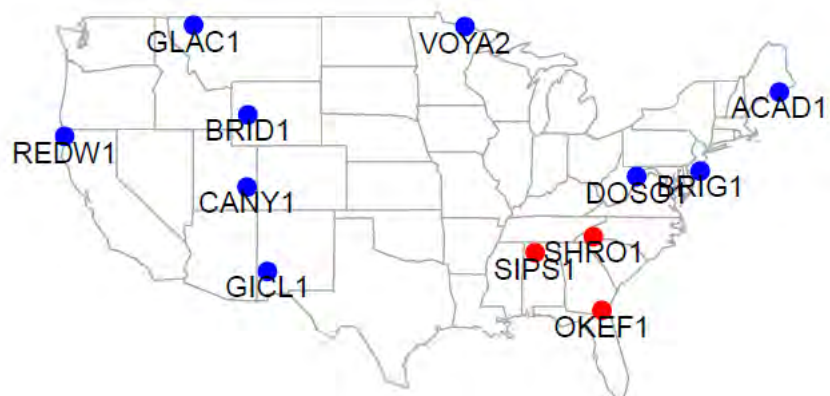 GLAC1
VOYA2
ACAD1
BRID1
REDW1
CANY1
DOSO1
BRIG1
SHRO1
SIPS1
GICL1
OKEF1